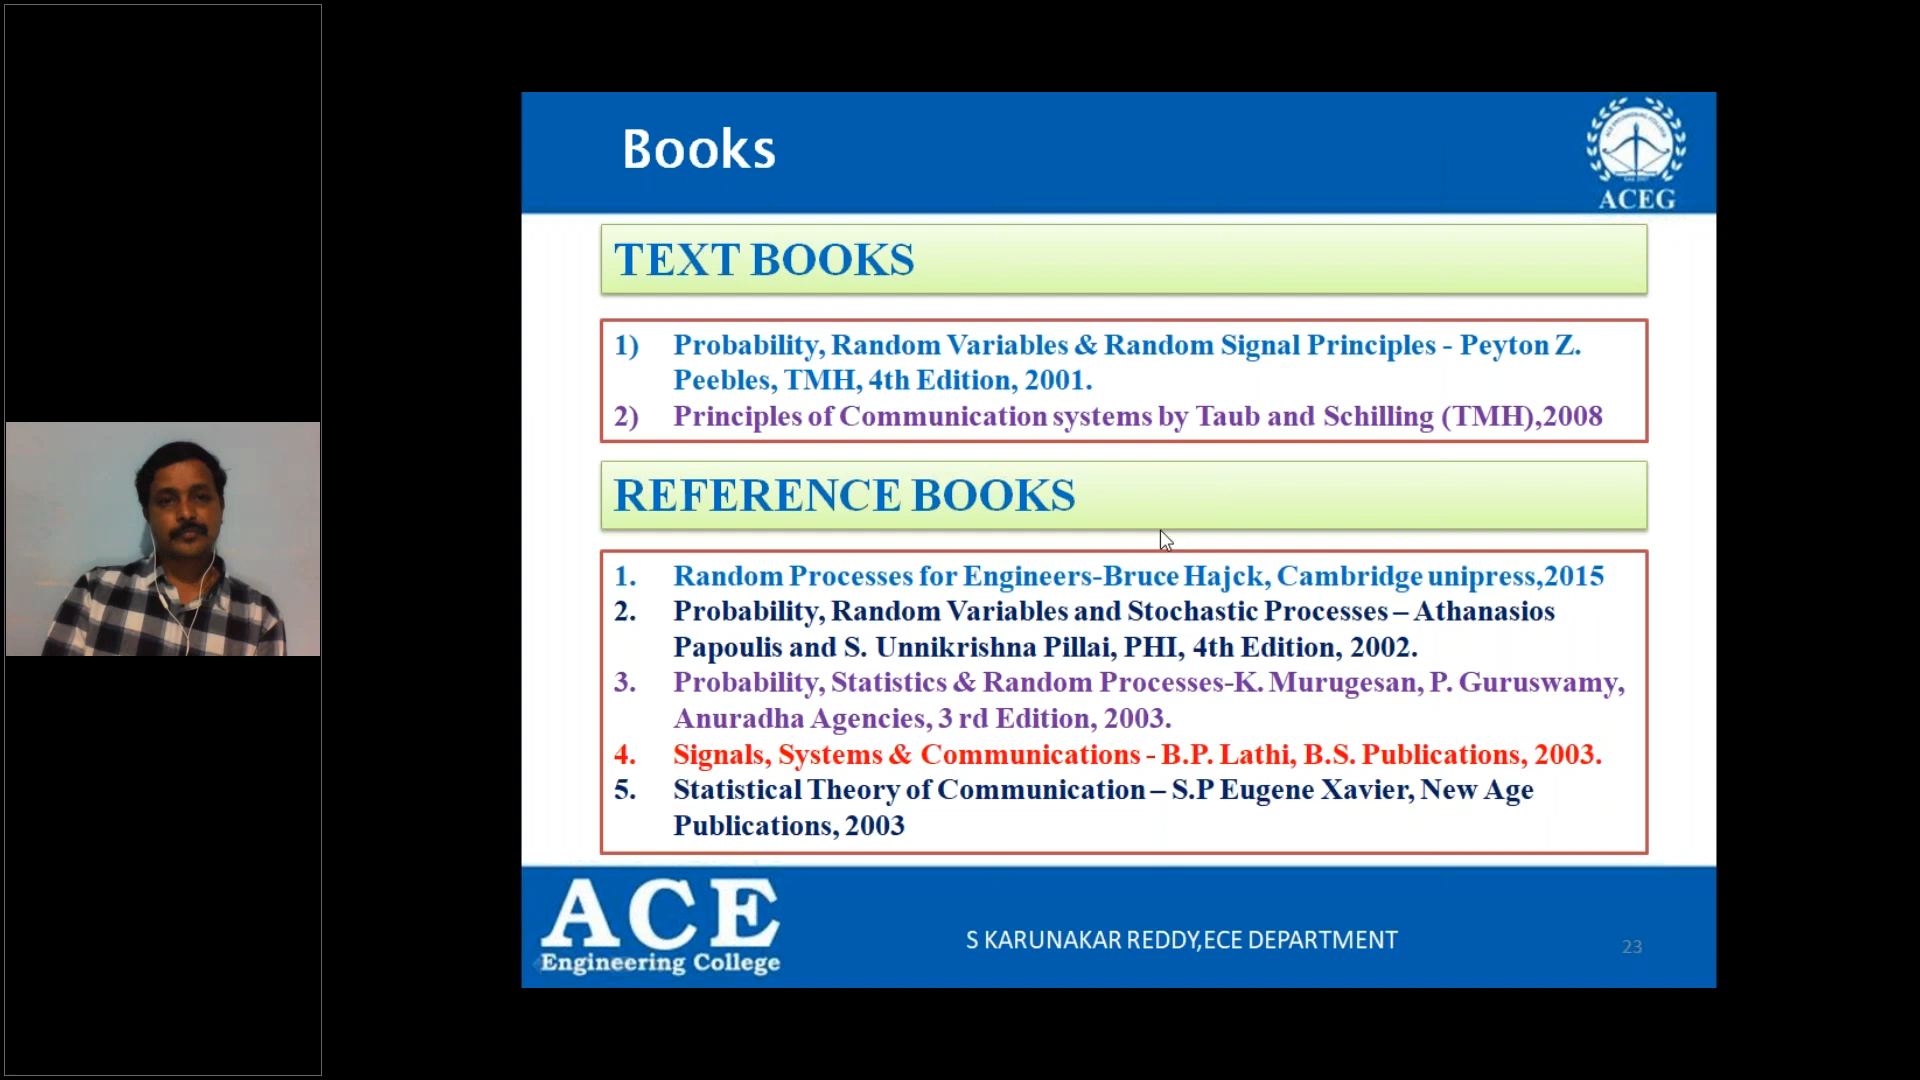 Books
ACEG
TEXT BOOKS
1) Probability, Random Variables & Random Signal Principles - Peyton Z.
Peebles, TMH, 4th Edition, 2001.
2) Principles of Communication systems by Taub and Schilling (TMH),2008
REFERENCE BOOKS
1. Random Processes for Engineers-Bruce Hajck, Cambridge unipress,2015
2. Probability, Random Variables and Stochastic Processes – Athanasios
Papoulis and S. Unnikrishna Pillai, PHI, 4th Edition, 2002.
3. Probability, Statistics & Random Processes-K. Murugesan, P. Guruswamy,
Anuradha Agencies, 3 rd Edition, 2003.
4. Signals, Systems & Communications - B.P. Lathi, B.S. Publications, 2003.
5. Statistical Theory of Communication – S.P Eugene Xavier, New Age
Publications, 2003
ACE
Engineering College
S KARUNAKAR REDDY,ECE DEPARTMENT
23